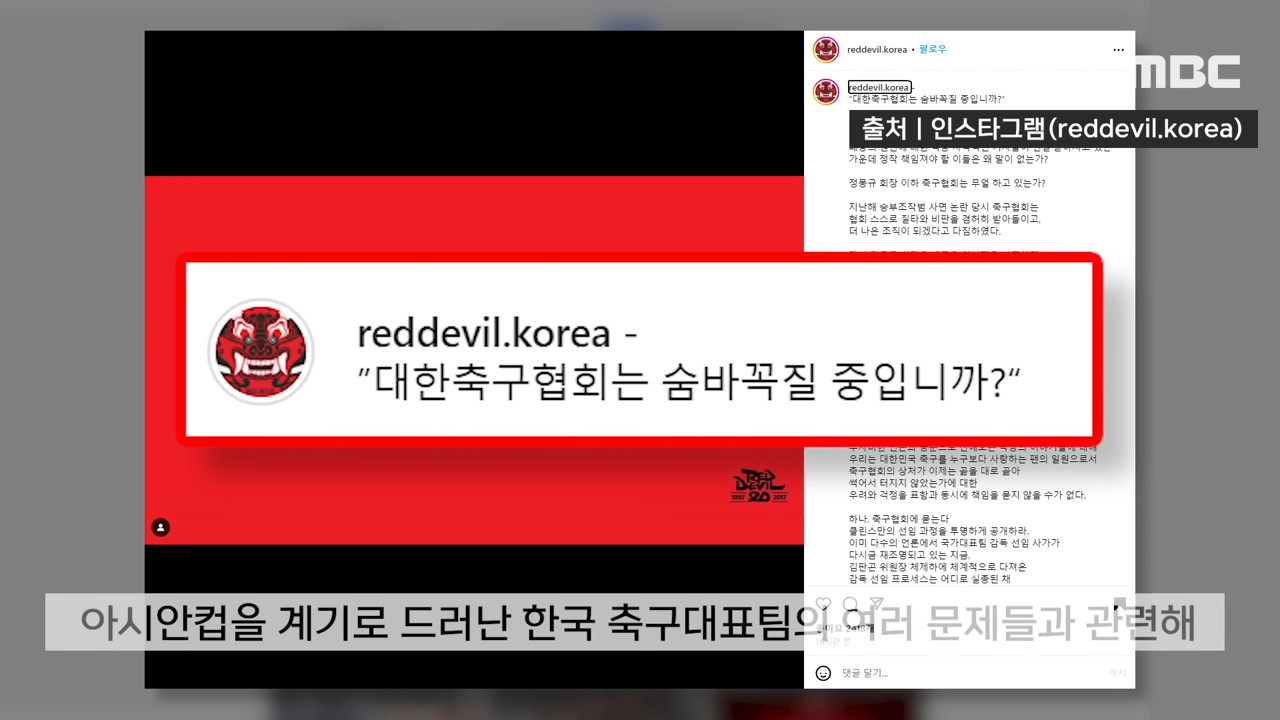 reddevil.korea • 팔로우
MBC
reddevil.korea -
"대한축구협회는 숨바꼭질 중입니까?"
출처 | 인스타그램(reddevil.korea)
가운데 정작 책임져야 할 이들은 왜 말이 없는가?
정몽규 회장 이하 축구협회는 무얼 하고 있는가?
지난해 승부조작범 사면 논란 당시 축구협회는
협회 스스로 질타와 비판을 겸허히 받아들이고,
더 나은 조직이 되겠다고 다짐하였다.
reddevil.korea -
"대한축구협회는 숨바꼭질 중입니까?"
우리는 대한민국 축구를 누구보다 사랑하는 팬의 일원으로서
축구협회의 상처가 이제는 곪을 대로 곪아
썩어서 터지지 않았는가에 대한
우려와 걱정을 표함과 동시에 책임을 묻지 않을 수가 없다.
RED DEVIL
1997 20 2017
하나. 축구협회에 묻는다
클린스만의 선임 과정을 투명하게 공개하라.
이미 다수의 언론에서 국가대표팀 감독 선임 사가가
다시금 재조명되고 있는 지금,
김판곤 위원장 체제하에 체계적으로 다져온
감독 선임 프로세스는 어디로 실종된 채
아시안컵을 계기로 드러난 한국 축구대표팀의 여러 문제들과 관련해
댓글 달기...
게시